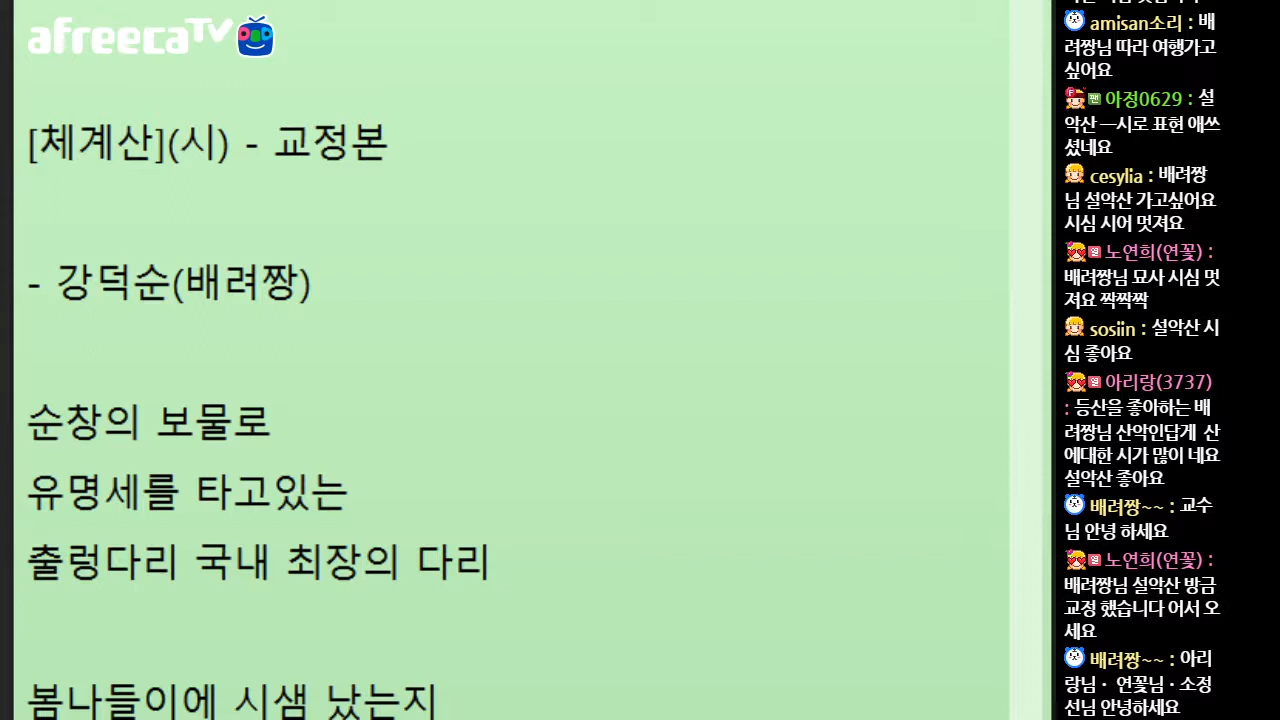 afreecaTV
[체계산](시) - 교정본
- 강덕순(배려짱)
순창의 보물로
유명세를 타고있는
출렁다리 국내 최장의 다리
봄나들이에 시샘 났는지
amisan소리 : 배
려짱님 따라 여행가고
싶어요
아정0629 : 설
악산 —시로 표현 애쓰
셨네요
cesylia : 배려짱
님 설악산 가고싶어요
시심 시어 멋져요
노연희(연꽃) :
배려짱님 묘사 시심 멋
져요 짝짝짝
sosiin : 설악산 시
심 좋아요
아리랑(3737)
: 등산을 좋아하는 배
려짱님 산악인답게 산
에대한 시가 많이 네요
설악산 좋아요
배려짱~~ : 교수
님 안녕 하세요
노연희(연꽃) :
배려짱님 설악산 방금
교정 했습니다 어서 오
세요
배려짱~~ : 아리
랑님· 연꽃님·소정
선님 안녕하세요